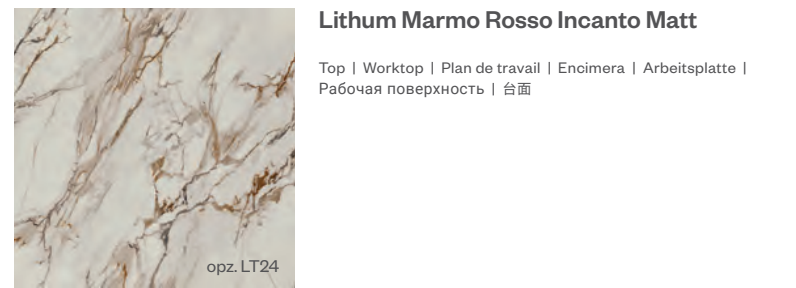 Lithum Marmo Rosso Incanto Matt
Top | Worktop | Plan de travail | Encimera | Arbeitsplatte |
Рабочая поверхность | 台面
opz. LT24